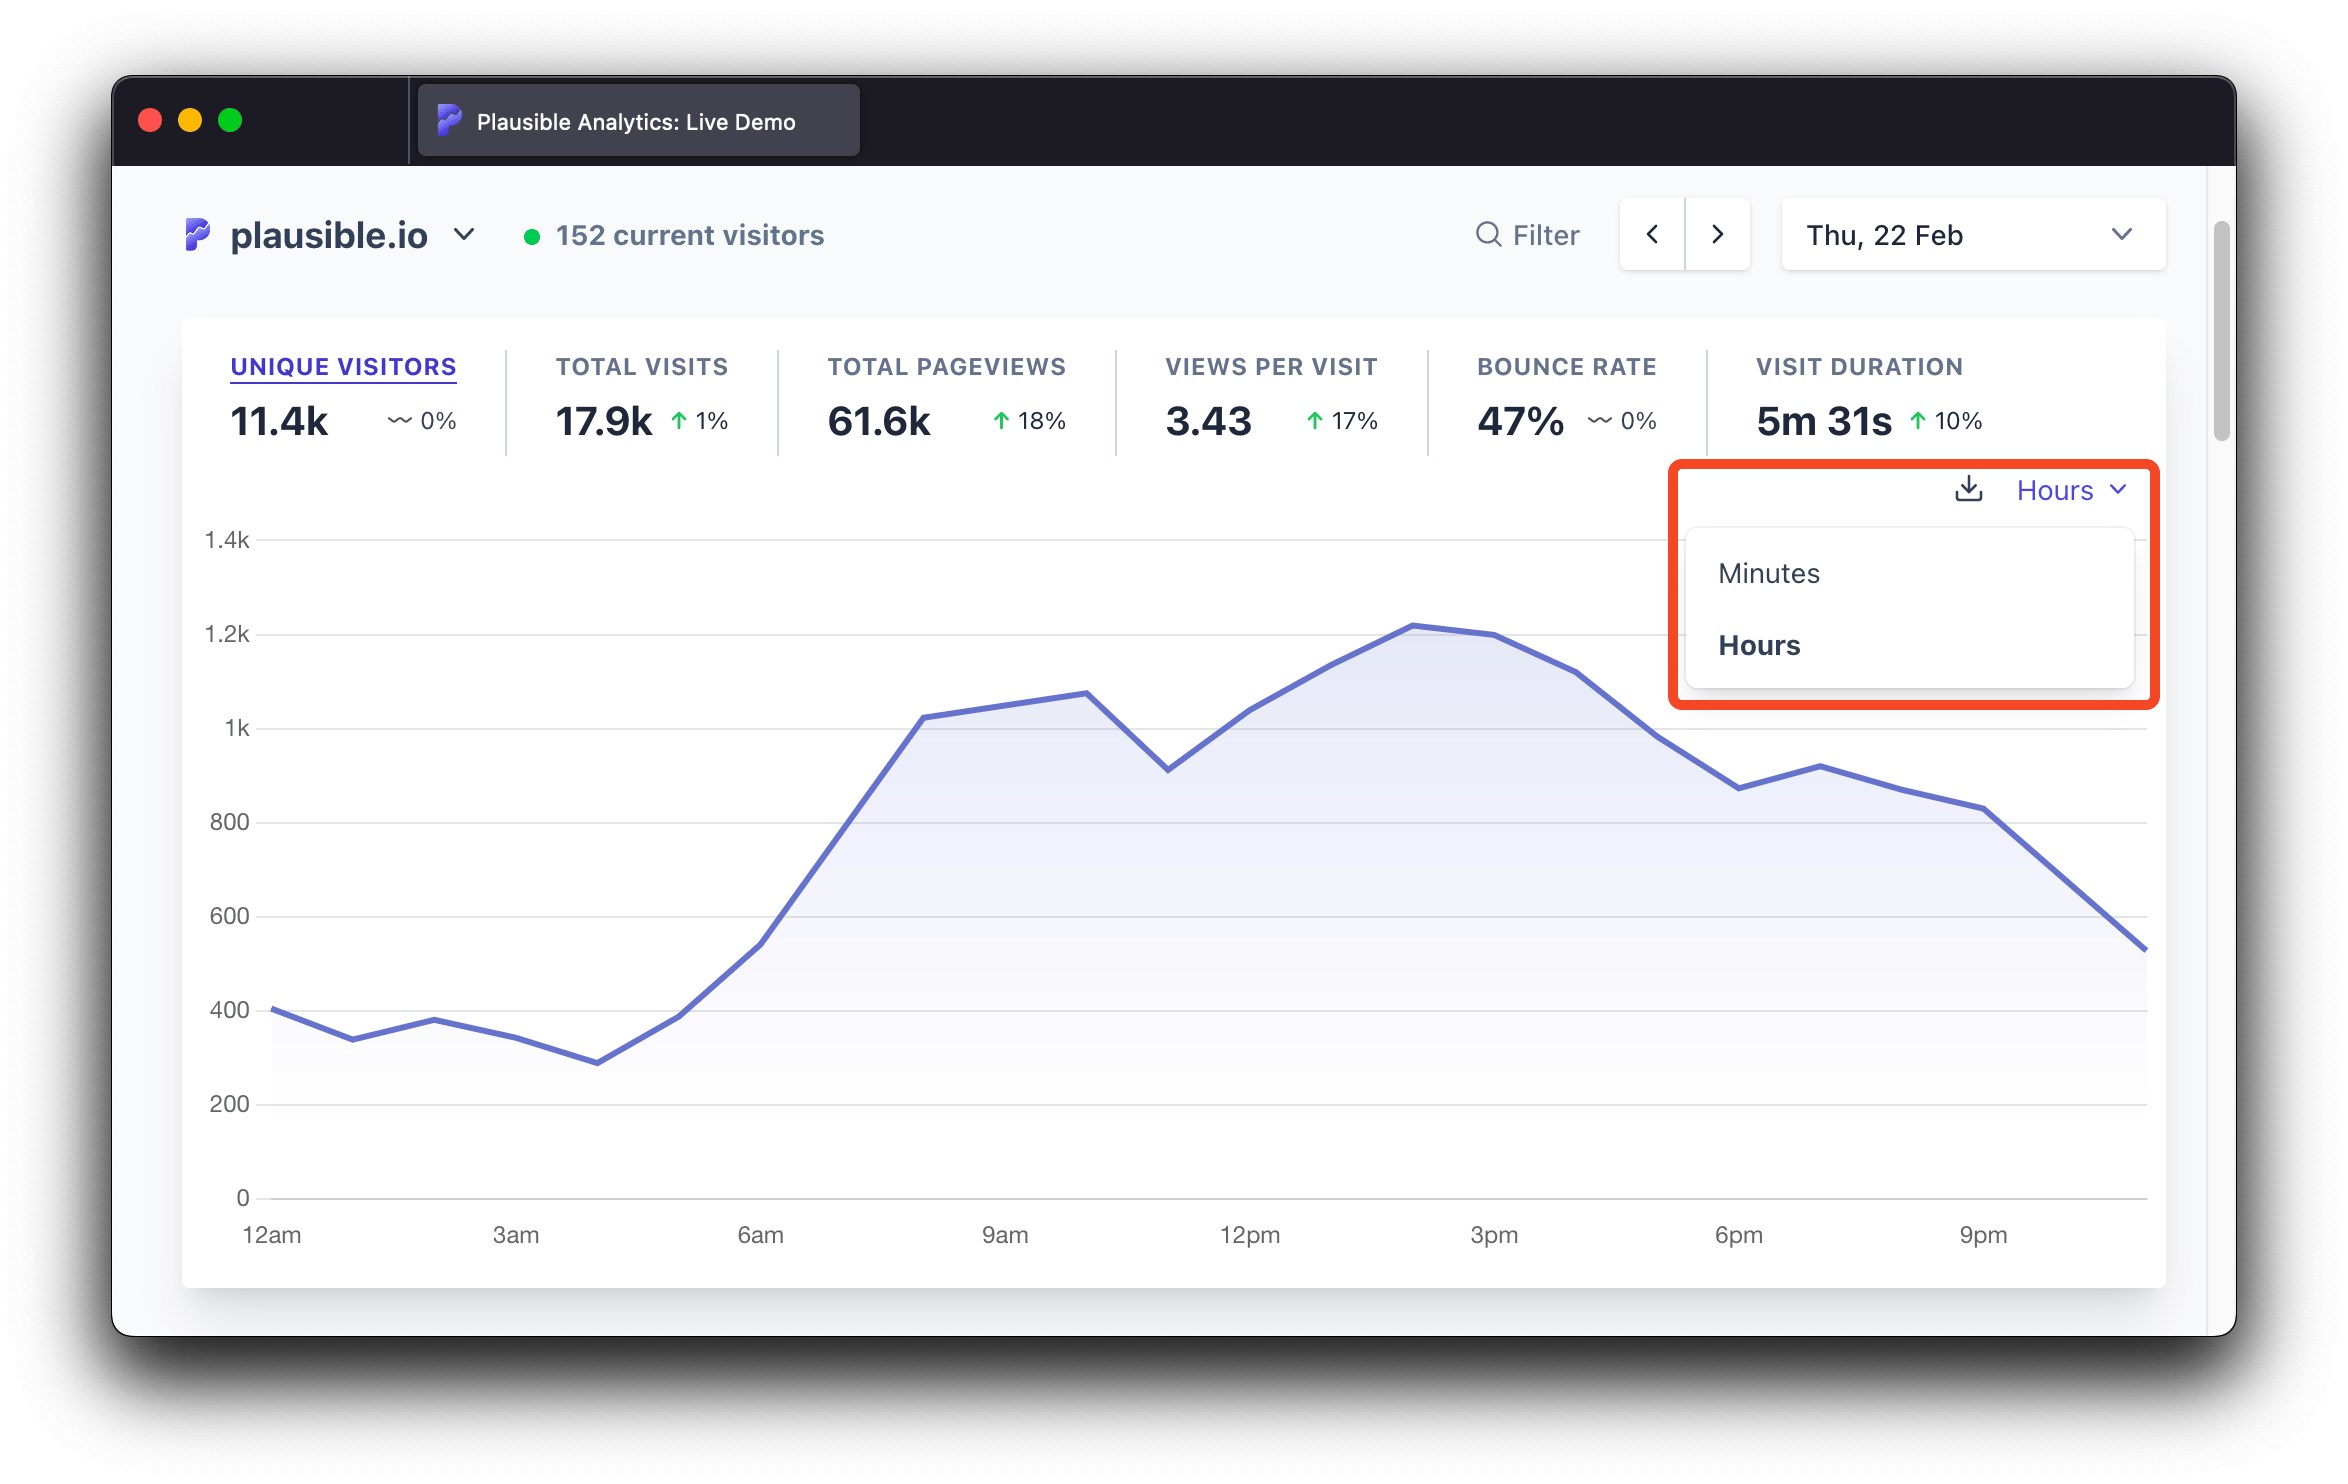 Plausible Analytics: Live Demo
plausible.io
152 current visitors
Filter
Thu, 22 Feb
UNIQUE VISITORS
11.4k 0%
TOTAL VISITS
17.9k 1%
TOTAL PAGEVIEWS
61.6k 18%
VIEWS PER VISIT
3.43 17%
BOUNCE RATE
47% 0%
VISIT DURATION
5m 31s 10%
Hours
Minutes
Hours
1.4k
1.2k
1k
800
600
400
200
0
12am 3am 6am 9am 12pm 3pm 6pm 9pm